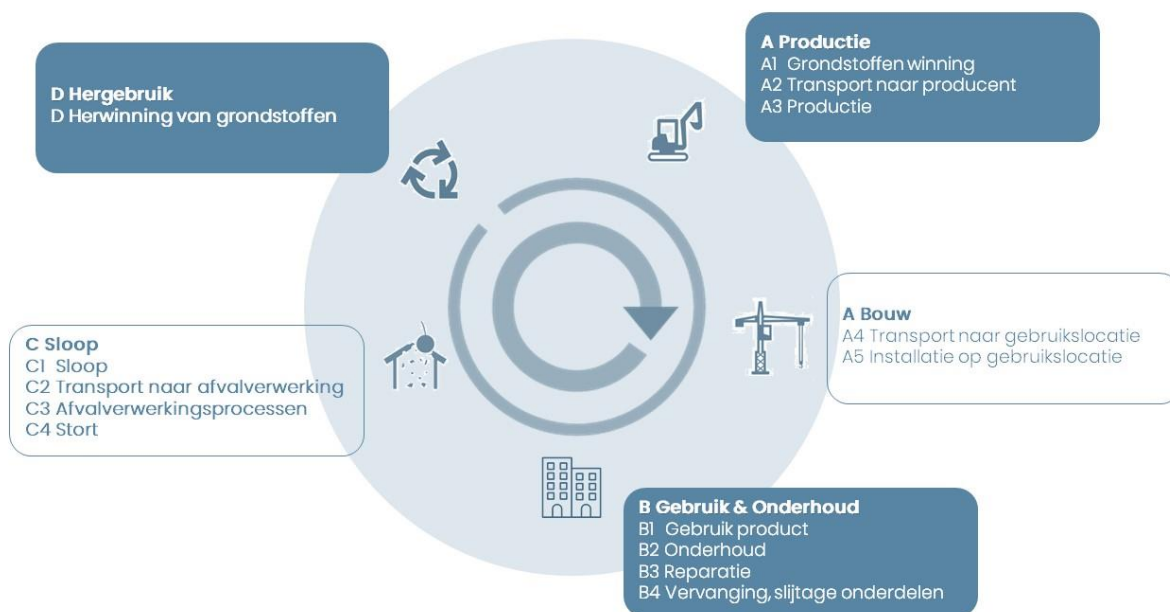 A Productie
A1 Grondstoffen winning
A2 Transport naar producent
A3 Productie
A Bouw
A4 Transport naar gebruikslocatie
A5 Installatie op gebruikslocatie
B Gebruik & Onderhoud
B1 Gebruik product
B2 Onderhoud
B3 Reparatie
B4 Vervanging, slijtage onderdelen
C Sloop
C1 Sloop
C2 Transport naar afvalverwerking
C3 Afvalverwerkingsprocessen
C4 Stort
D Hergebruik
D Herwinning van grondstoffen